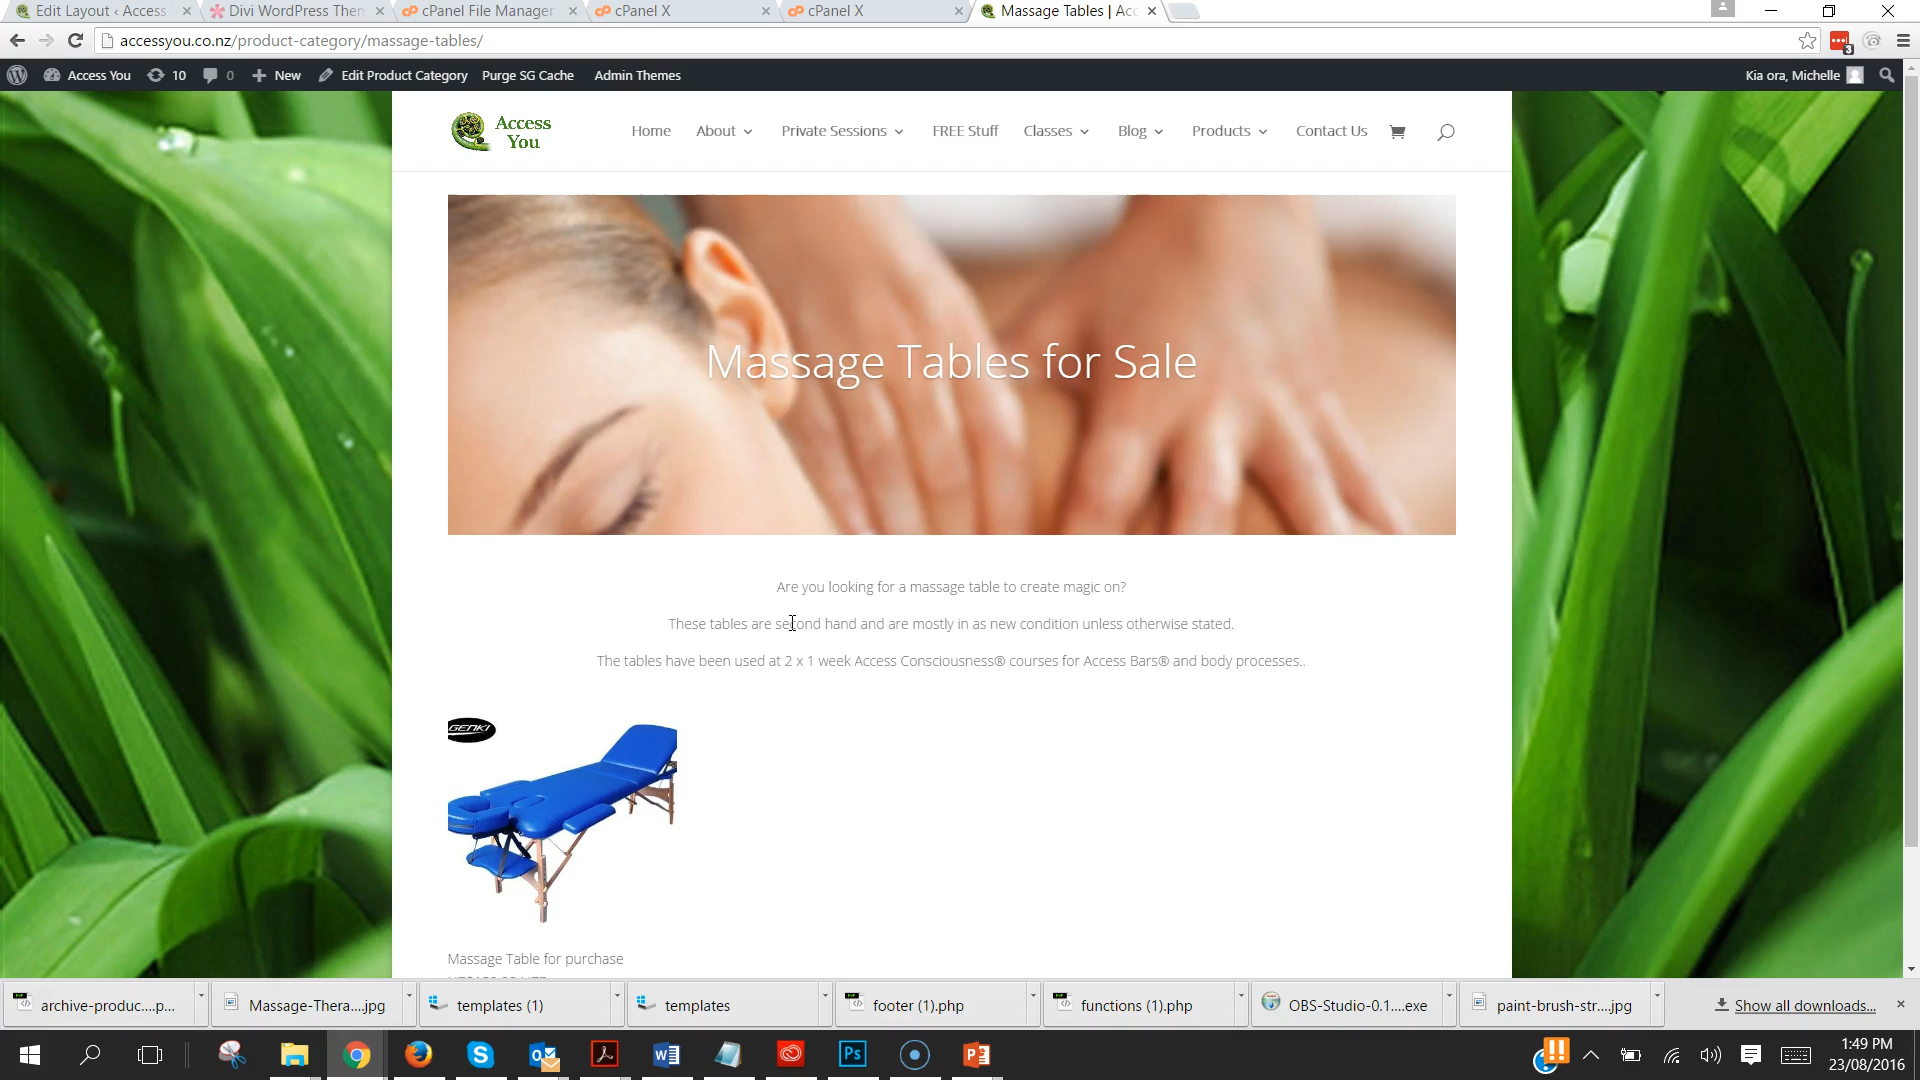 Edit Layout ‹ Access
Divi WordPress Them
cPanel File Manager
cPanel X
cPanel X
Massage Tables | Acc
accessyou.co.nz/product-category/massage-tables/
3
Access You
10
0
New
Edit Product Category
Purge SG Cache
Admin Themes
Kia ora, Michelle
Access
You
Home
About
Private Sessions
FREE Stuff
Classes
Blog
Products
Contact Us
Massage Tables for Sale
Are you looking for a massage table to create magic on?
These tables are second hand and are mostly in as new condition unless otherwise stated.
The tables have been used at 2 x 1 week Access Consciousness® courses for Access Bars® and body processes..
GENKI
Massage Table for purchase
archive-produc....p...
Massage-Thera....jpg
templates (1)
templates
footer (1).php
functions (1).php
OBS-Studio-0.1....exe
paint-brush-str....jpg
Show all downloads...
1:49 PM
23/08/2016